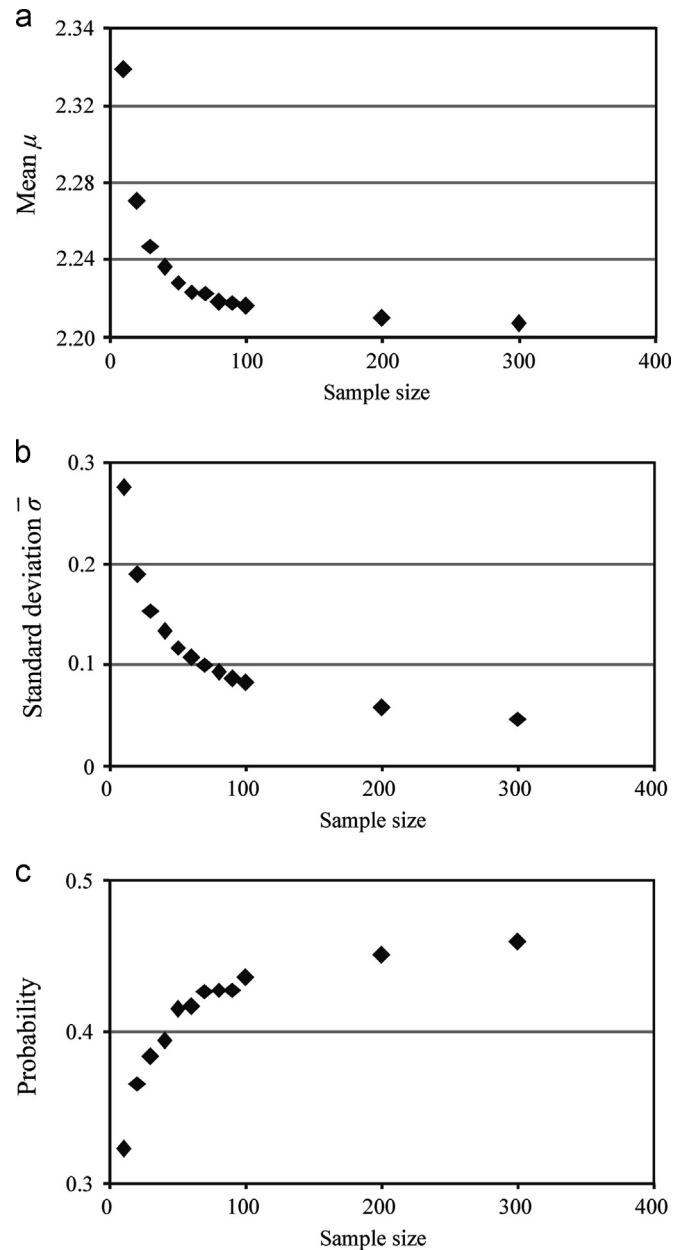 a
2.34
2.32
2.28
2.24
2.20
Mean μ
0 100 200 300 400
Sample size
b
0.3
0.2
0.1
0
Standard deviation σ̅
0 100 200 300 400
Sample size
c
0.5
0.4
0.3
Probability
0 100 200 300 400
Sample size